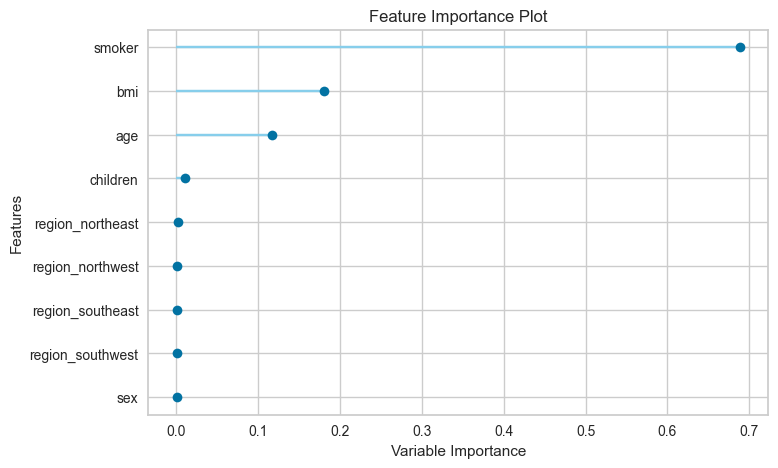 Feature Importance Plot
smoker
bmi
age
children
region_northeast
region_northwest
region_southeast
region_southwest
sex
Features
0.0 0.1 0.2 0.3 0.4 0.5 0.6 0.7
Variable Importance